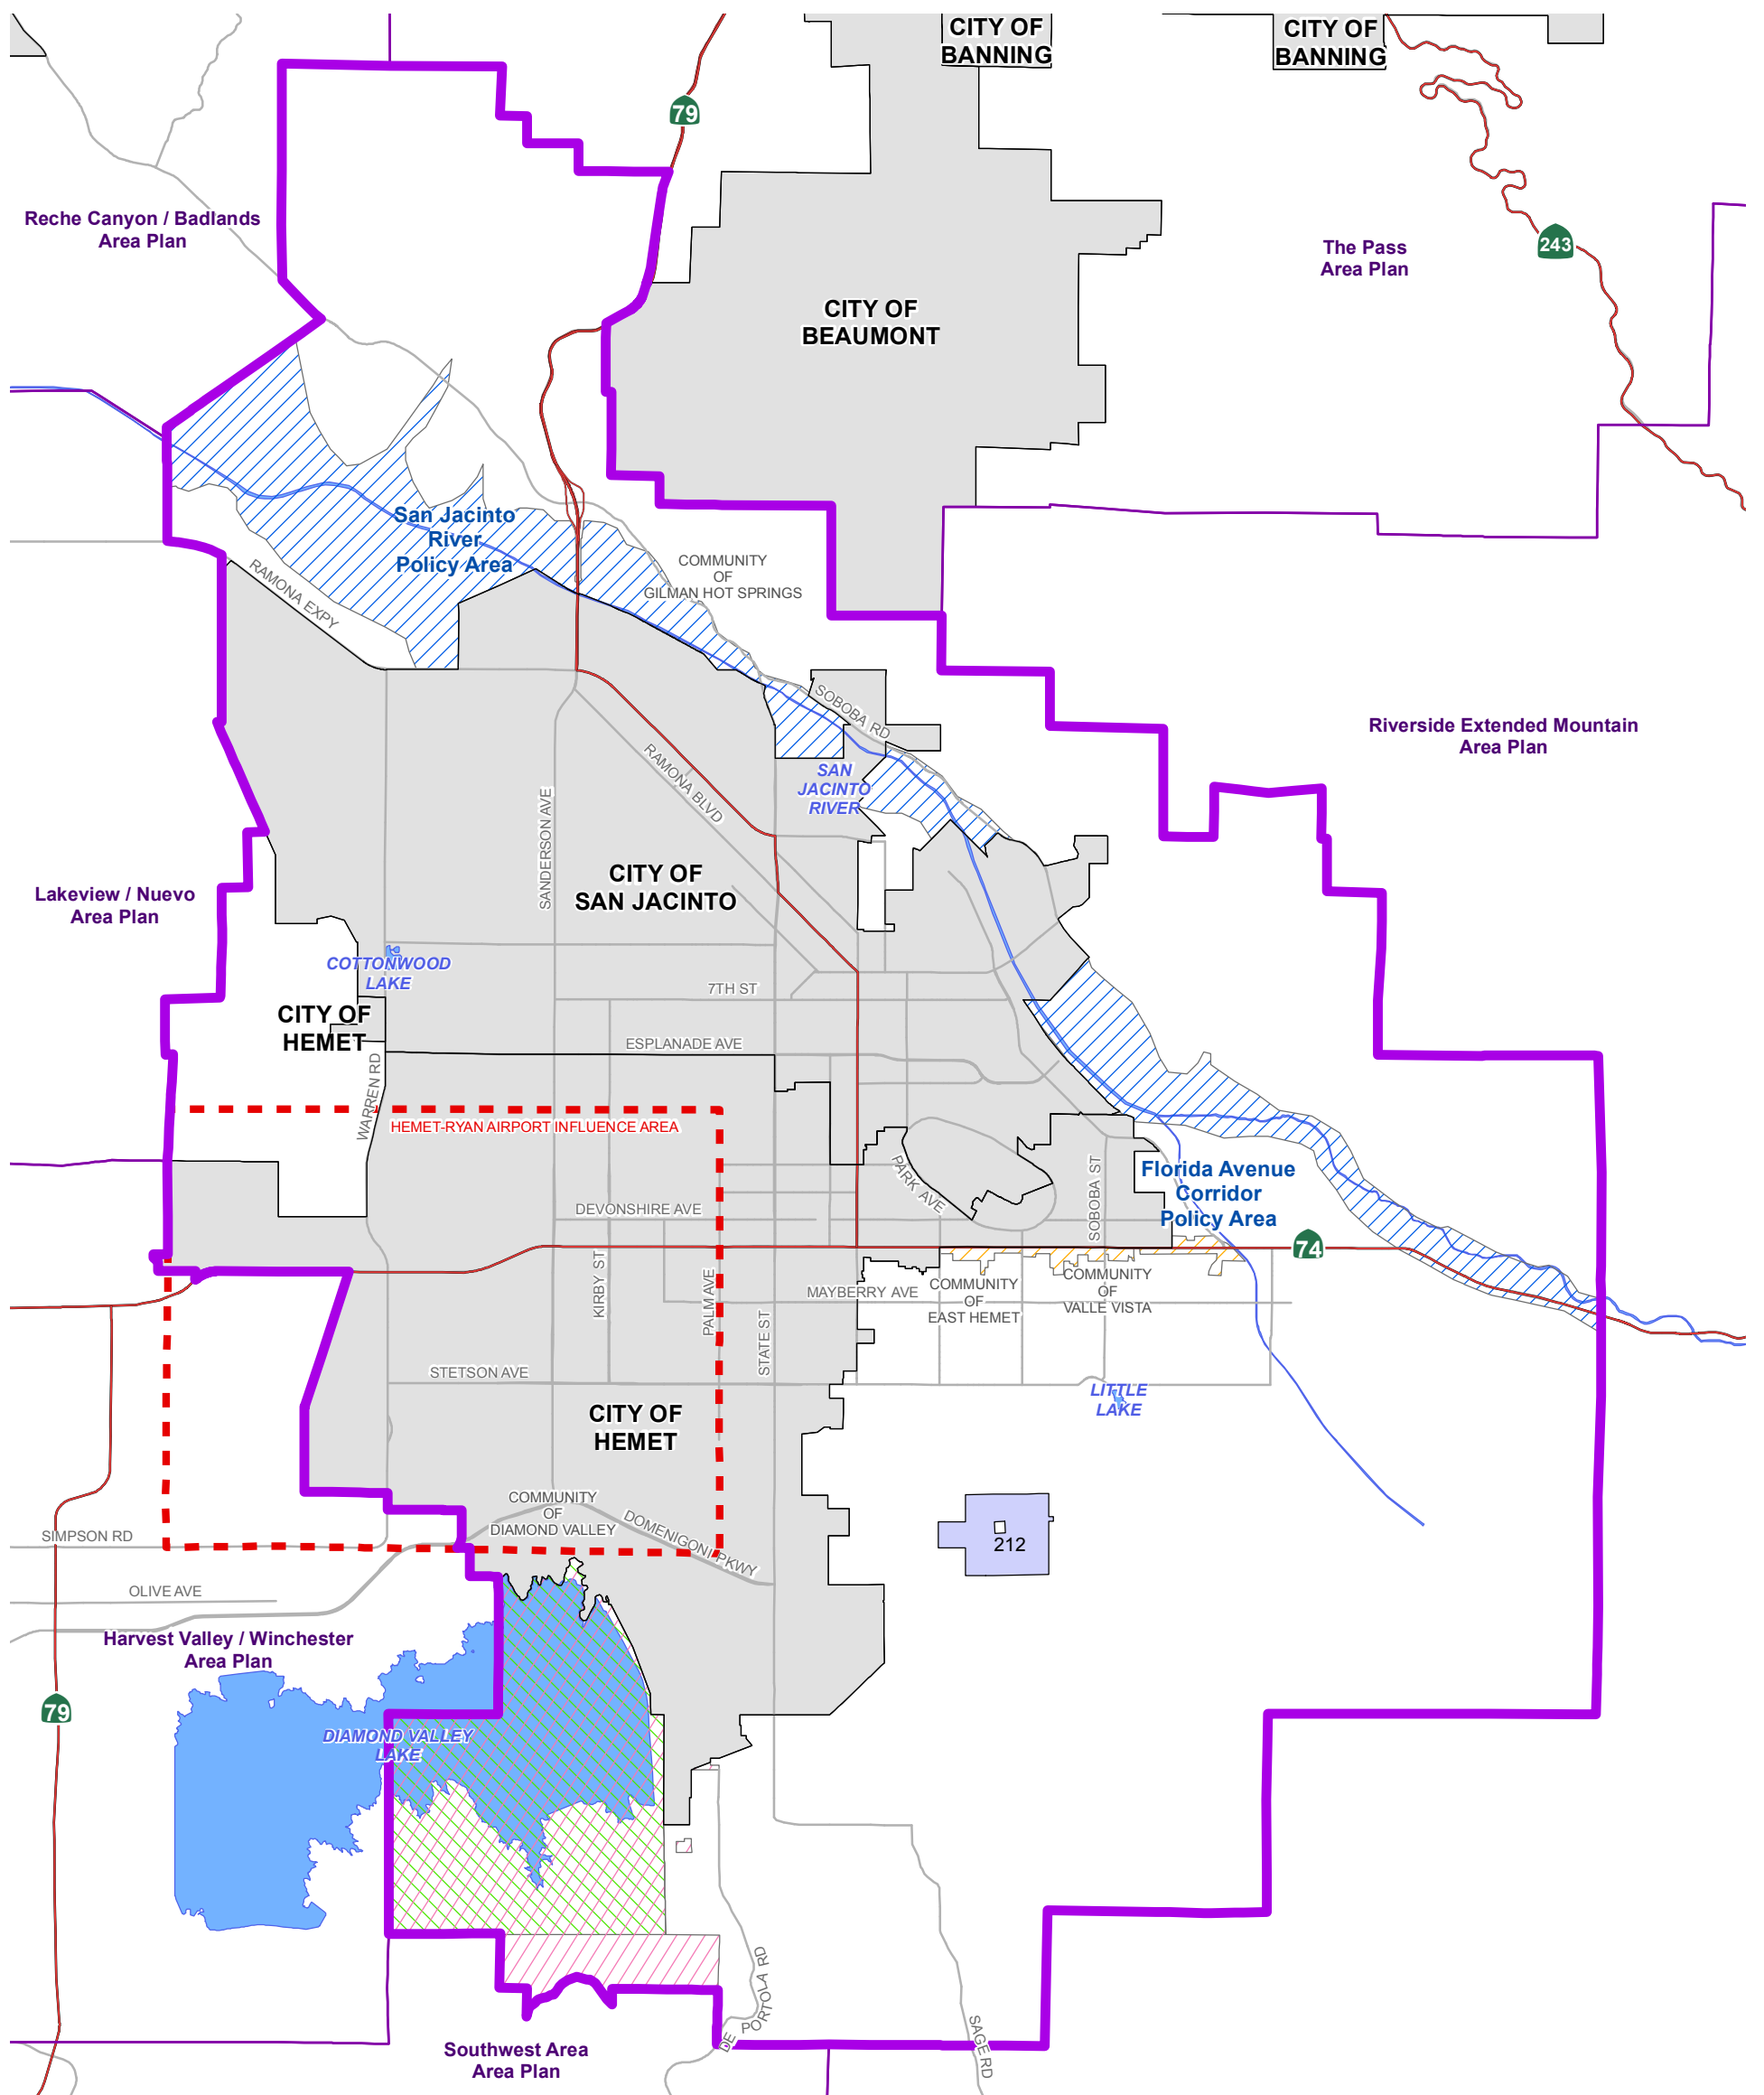 CITY OF
BANNING
CITY OF
BANNING
79
Reche Canyon / Badlands
Area Plan
The Pass
Area Plan
243
CITY OF
BEAUMONT
San Jacinto
River
Policy Area
COMMUNITY
OF
GILMAN HOT SPRINGS
RAMONA EXPY
SOBOBA RD
Riverside Extended Mountain
Area Plan
RAMONA BLVD
SAN
JACINTO
RIVER
SANDERSON AVE
CITY OF
SAN JACINTO
Lakeview / Nuevo
Area Plan
COTTONWOOD
LAKE
7TH ST
CITY OF
HEMET
ESPLANADE AVE
WARREN RD
HEMET-RYAN AIRPORT INFLUENCE AREA
PARK AVE
SOBOBA ST
Florida Avenue
Corridor
Policy Area
DEVONSHIRE AVE
74
KIRBY ST
PALM AVE
STATE ST
MAYBERRY AVE
COMMUNITY
OF
EAST HEMET
COMMUNITY
OF
VALLE VISTA
STETSON AVE
LITTLE
LAKE
CITY OF
HEMET
COMMUNITY
OF
DIAMOND VALLEY
DOMENIGONI PKWY
SIMPSON RD
212
OLIVE AVE
Harvest Valley / Winchester
Area Plan
79
DIAMOND VALLEY
LAKE
DE PORTOLA RD
SAGE RD
Southwest Area
Area Plan